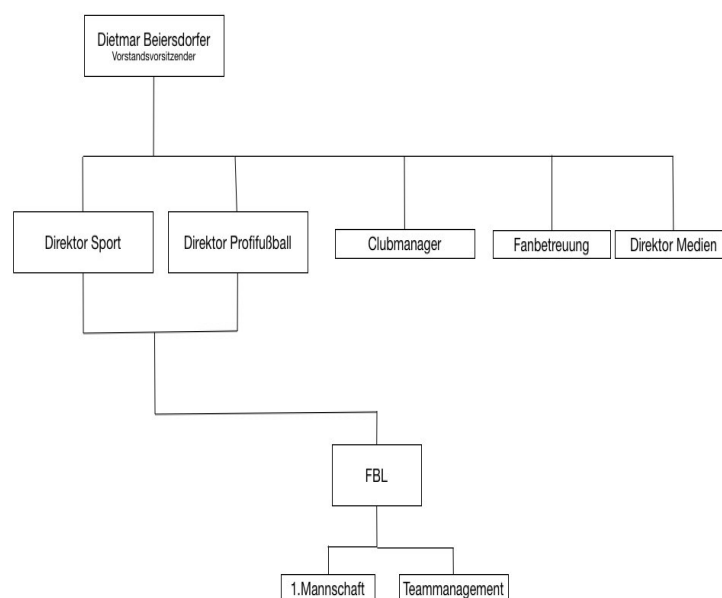 Dietmar Beiersdorfer
Vorstandsvorsitzender
Direktor Sport
Direktor Profifußball
Clubmanager
Fanbetreuung
Direktor Medien
FBL
1.Mannschaft
Teammanagement